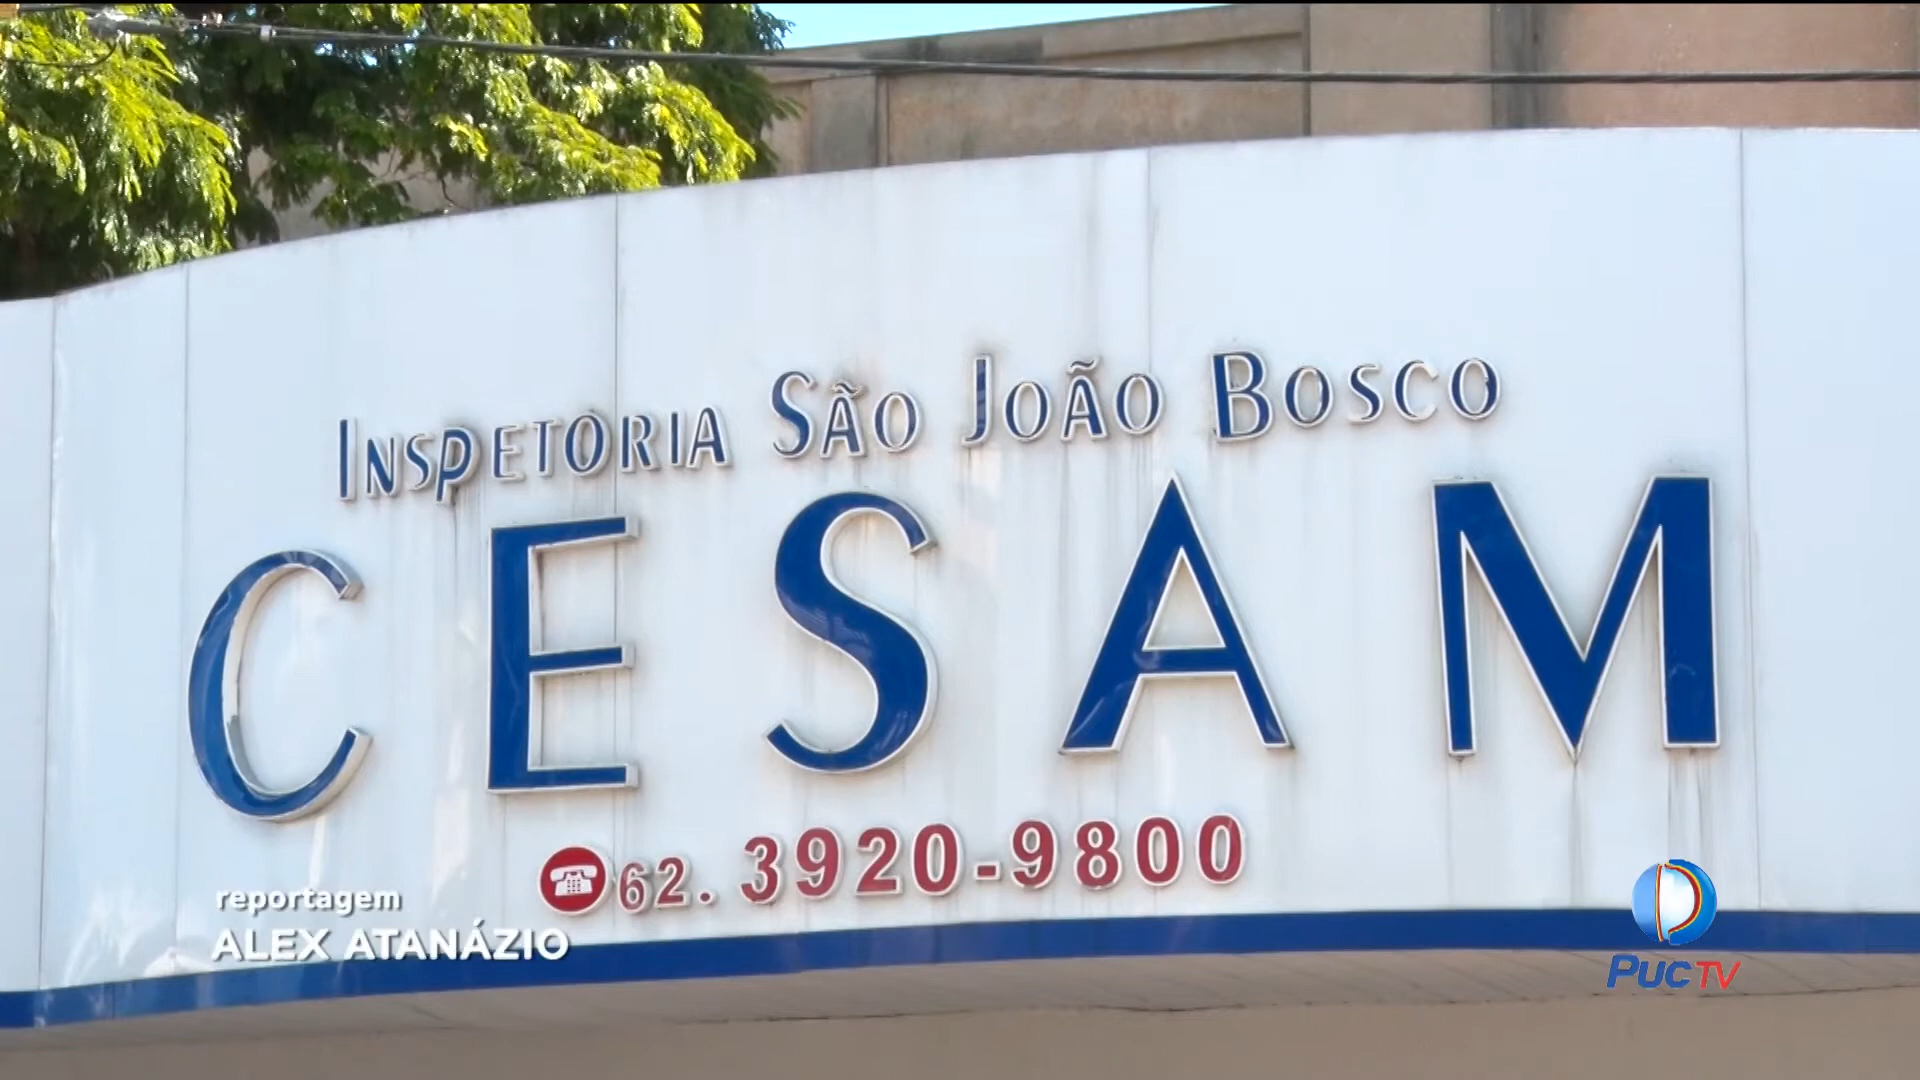 INSPETORIA SÃO JOÃO BOSCO
CESAM
62. 3920-9800
reportagem
ALEX ATANÁZIO
PUC TV